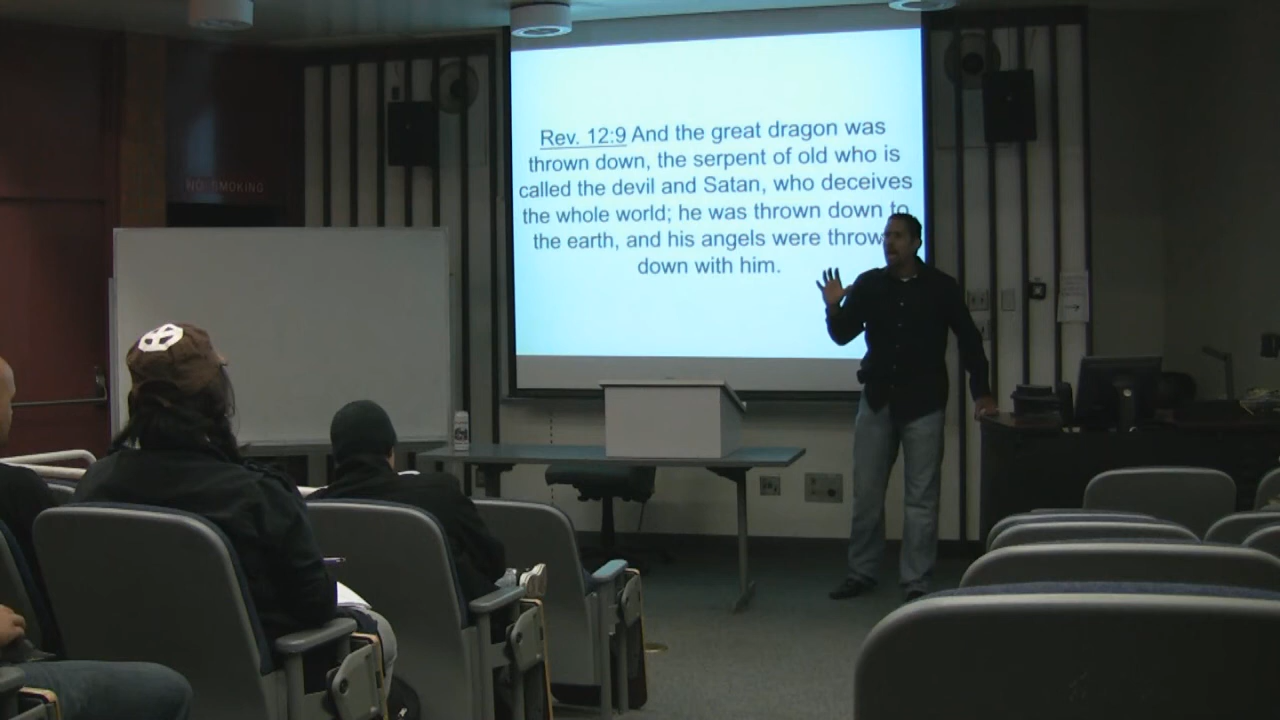 Rev. 12:9 And the great dragon was
thrown down, the serpent of old who is
called the devil and Satan, who deceives
the whole world; he was thrown down to
the earth, and his angels were thrown
down with him.
NO SMOKING